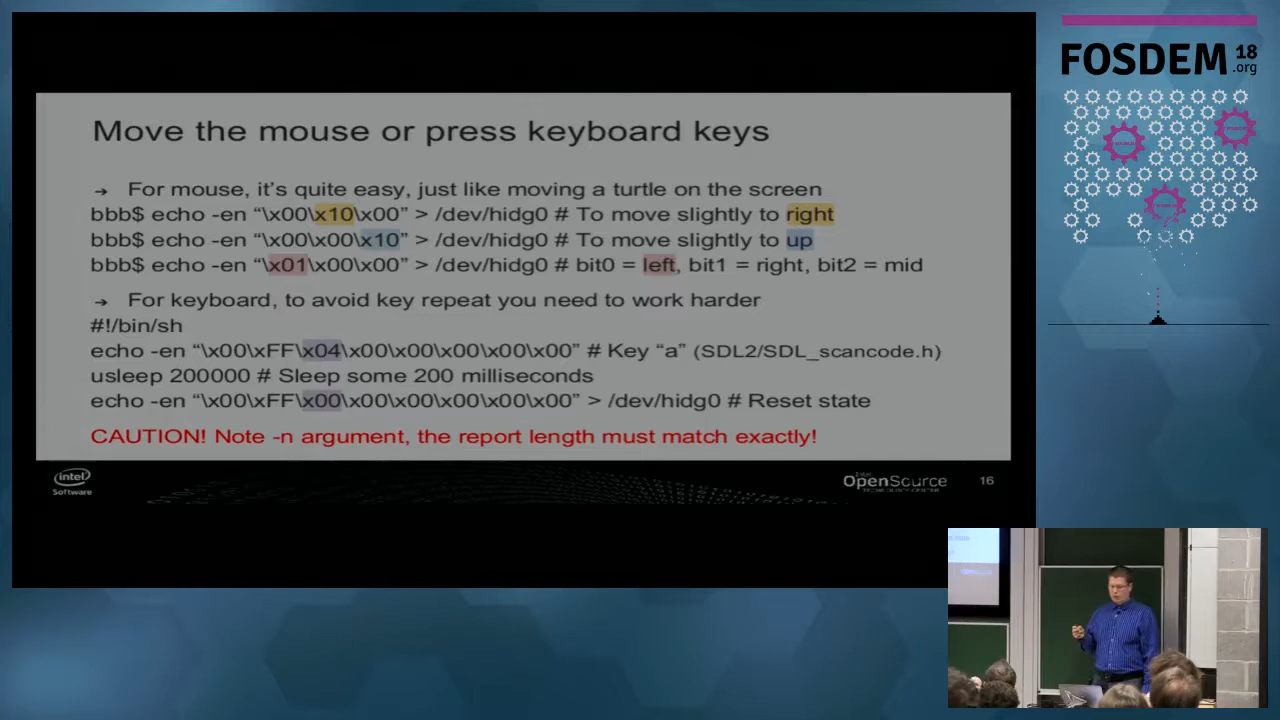 Move the mouse or press keyboard keys
➔ For mouse, it's quite easy, just like moving a turtle on the screen
bbb$ echo -en “\x00\x10\x00” > /dev/hidg0 # To move slightly to right
bbb$ echo -en “\x00\x00\x10” > /dev/hidg0 # To move slightly to up
bbb$ echo -en “\x01\x00\x00” > /dev/hidg0 # bit0 = left, bit1 = right, bit2 = mid
➔ For keyboard, to avoid key repeat you need to work harder
#!/bin/sh
echo -en “\x00\xFF\x04\x00\x00\x00\x00\x00” # Key “a” (SDL2/SDL_scancode.h)
usleep 200000 # Sleep some 200 milliseconds
echo -en “\x00\xFF\x00\x00\x00\x00\x00\x00” > /dev/hidg0 # Reset state
CAUTION! Note -n argument, the report length must match exactly!
intel
Software
Intel
OpenSource
TECHNOLOGY CENTER
16
FOSDEM 18
.org